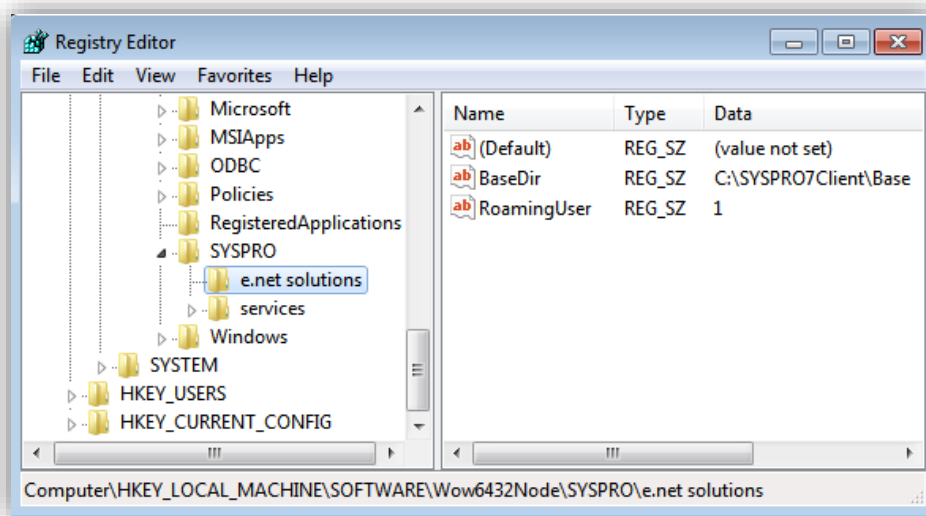 Registry Editor
File Edit View Favorites Help
Microsoft
MSIApps
ODBC
Policies
RegisteredApplications
SYSPRO
e.net solutions
services
Windows
SYSTEM
HKEY_USERS
HKEY_CURRENT_CONFIG
Name Type Data
(Default) REG_SZ (value not set)
BaseDir REG_SZ C:\SYSPRO7Client\Base
RoamingUser REG_SZ 1
Computer\HKEY_LOCAL_MACHINE\SOFTWARE\Wow6432Node\SYSPRO\e.net solutions